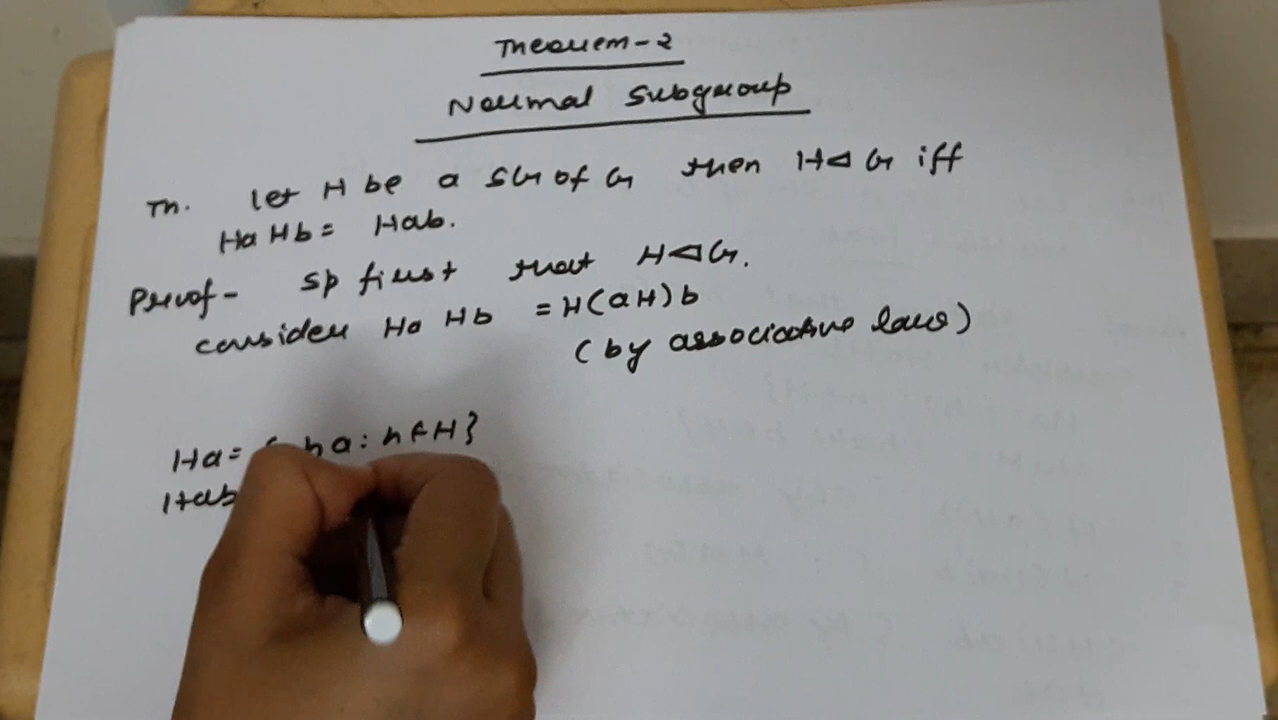 Theorem-2
Normal Subgroup
Th. let H be a SG of G then H⊲G iff
HaHb = Hab.
Proof- Sp first that H⊲G.
consider Ha Hb = H(aH)b
(by associative law)
Ha= { ha: h∈H}
Hab